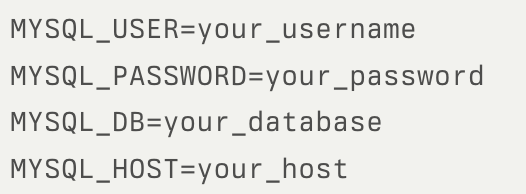 MYSQL_USER=your_username
MYSQL_PASSWORD=your_password
MYSQL_DB=your_database
MYSQL_HOST=your_host